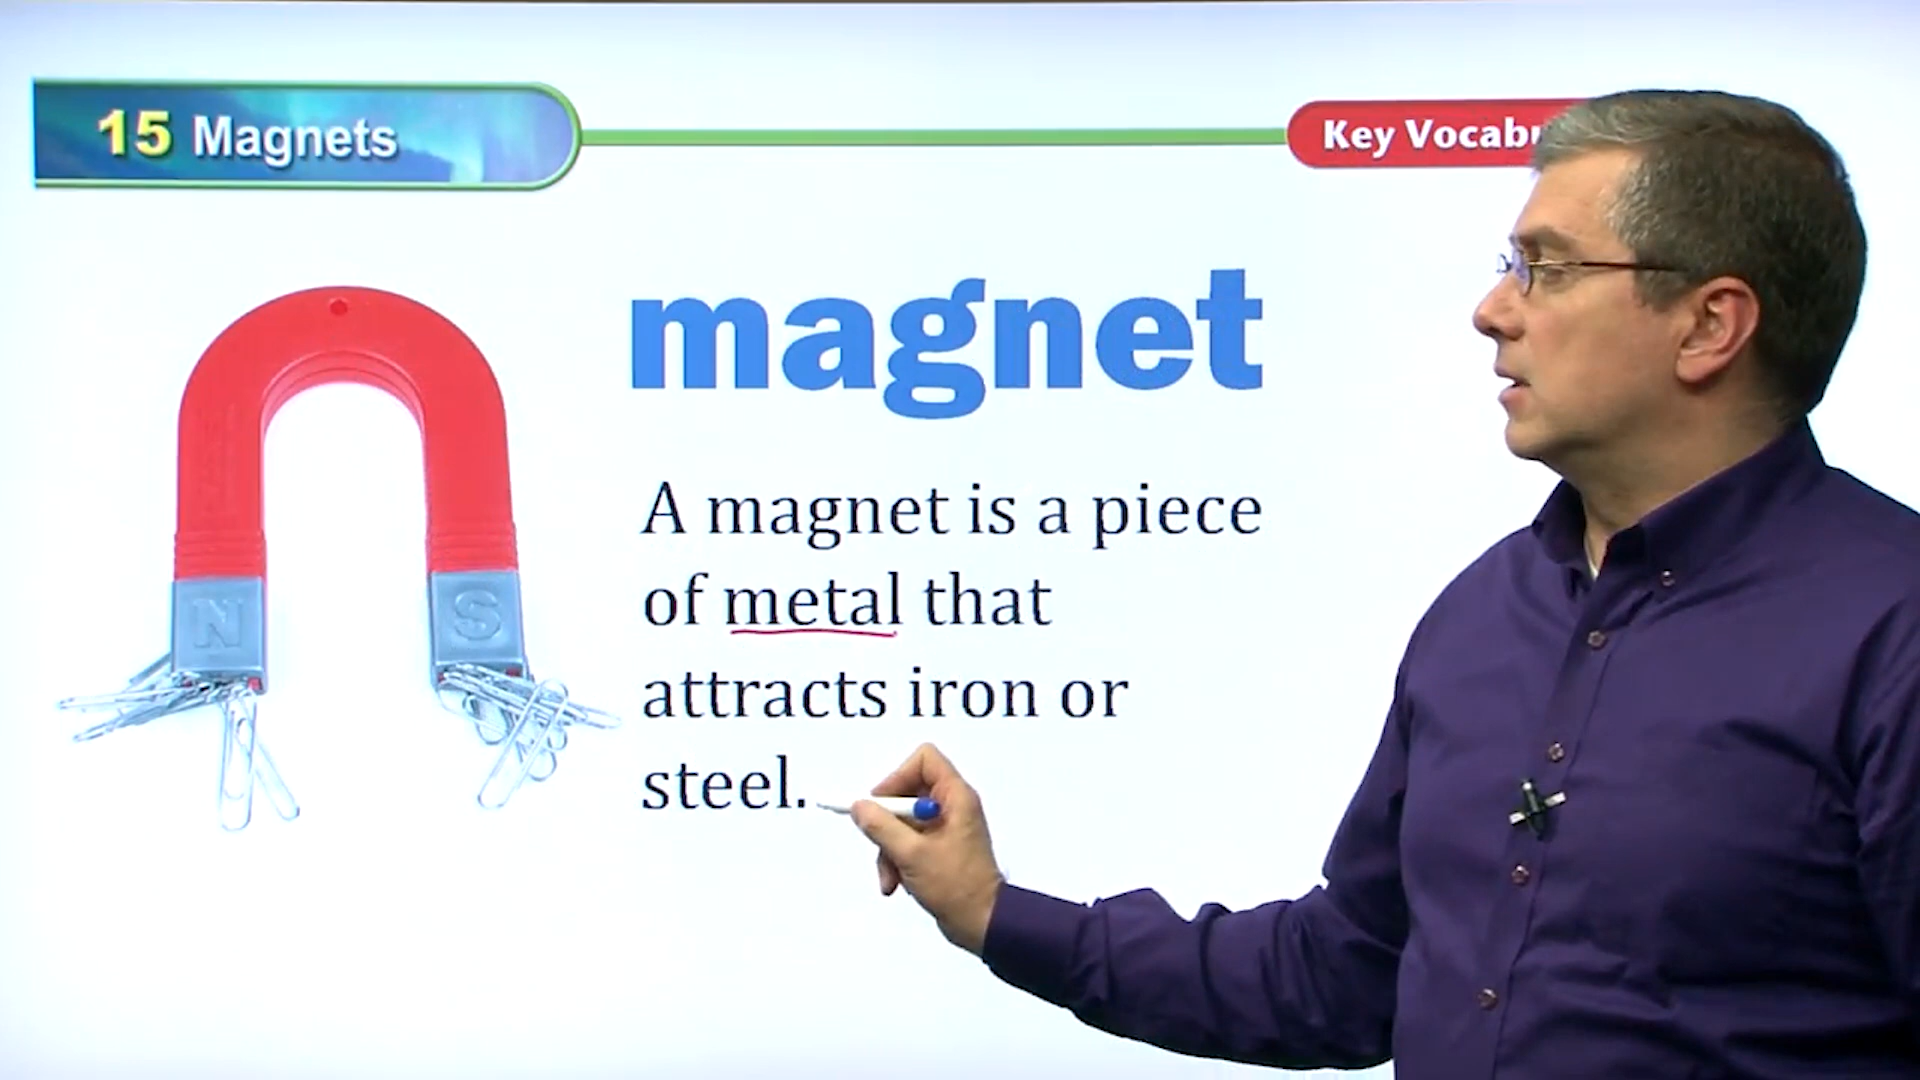 15 Magnets
Key Vocabu
magnet
A magnet is a piece
of metal that
attracts iron or
steel.
N
S